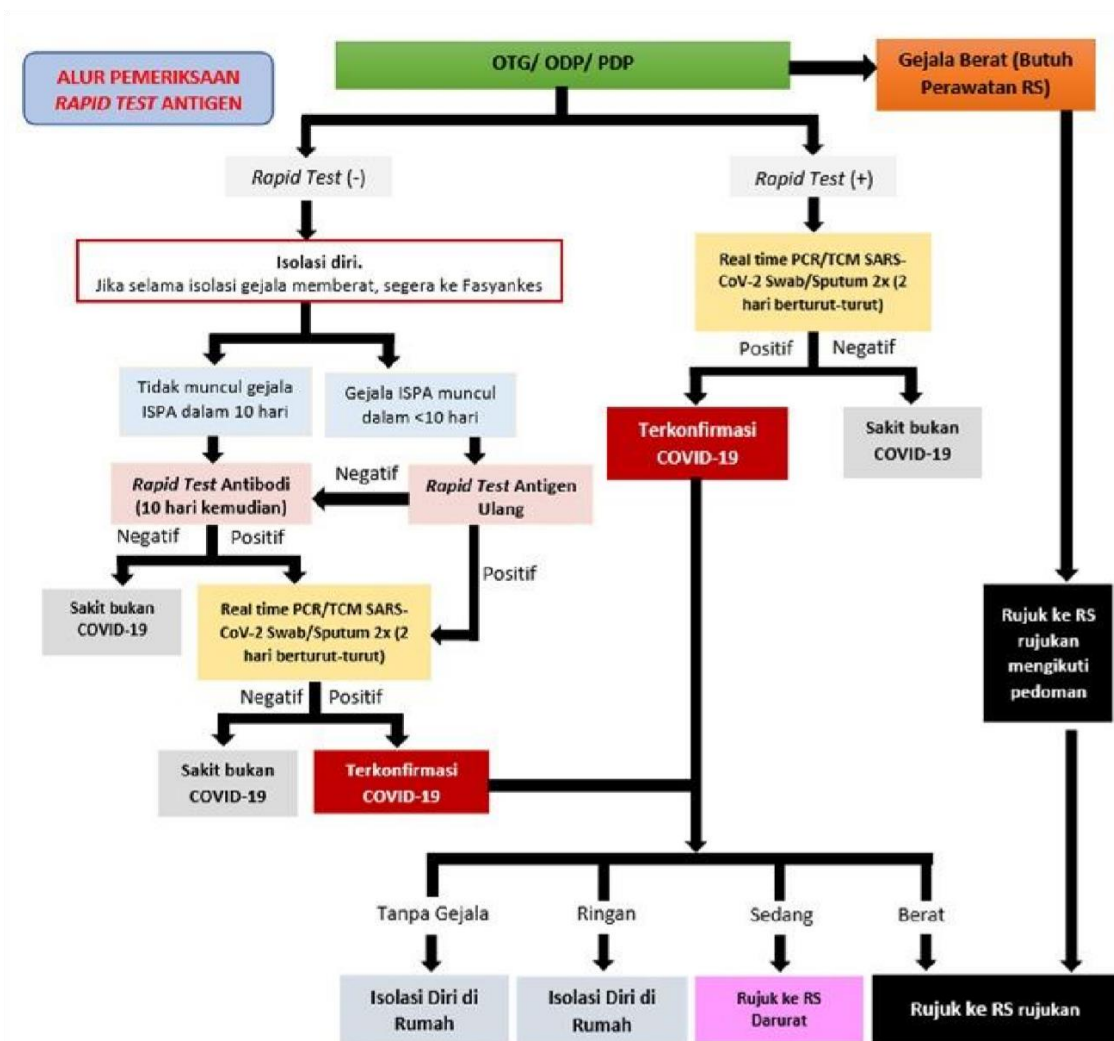 ALUR PEMERIKSAAN
RAPID TEST ANTIGEN
OTG/ ODP/ PDP
Gejala Berat (Butuh
Perawatan RS)
Rapid Test (-)
Rapid Test (+)
Isolasi diri.
Jika selama isolasi gejala memberat, segera ke Fasyankes
Real time PCR/TCM SARS-
CoV-2 Swab/Sputum 2x (2
hari berturut-turut)
Positif
Negatif
Tidak muncul gejala
ISPA dalam 10 hari
Gejala ISPA muncul
dalam <10 hari
Terkonfirmasi
COVID-19
Sakit bukan
COVID-19
Rapid Test Antibodi
(10 hari kemudian)
Negatif
Rapid Test Antigen
Ulang
Negatif
Positif
Positif
Sakit bukan
COVID-19
Real time PCR/TCM SARS-
CoV-2 Swab/Sputum 2x (2
hari berturut-turut)
Rujuk ke RS
rujukan
mengikuti
pedoman
Negatif
Positif
Sakit bukan
COVID-19
Terkonfirmasi
COVID-19
Tanpa Gejala
Ringan
Sedang
Berat
Isolasi Diri di
Rumah
Isolasi Diri di
Rumah
Rujuk ke RS
Darurat
Rujuk ke RS rujukan